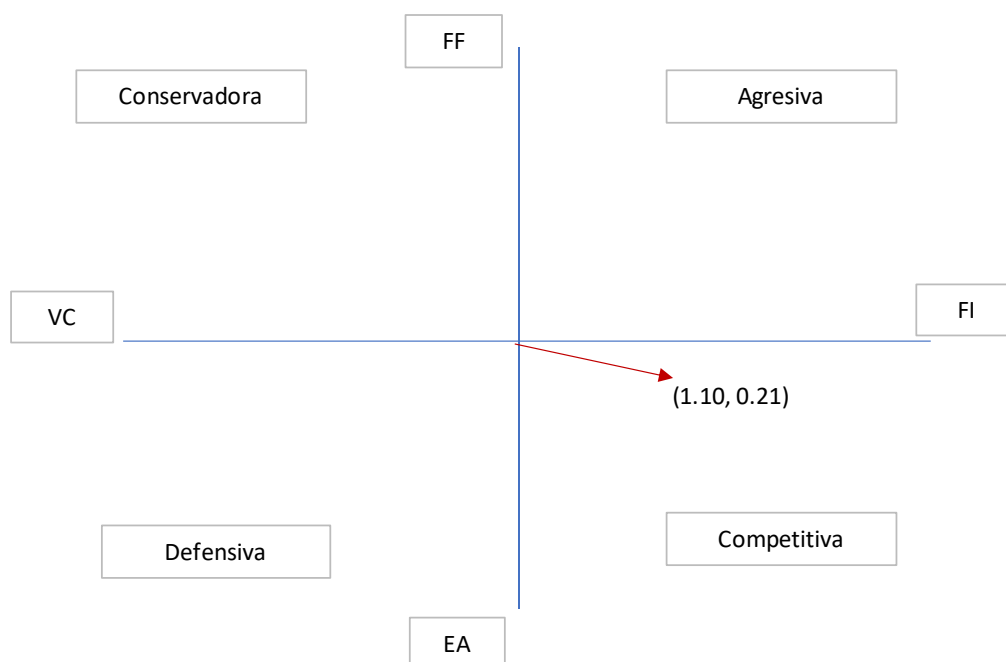 FF
Conservadora
Agresiva
VC
FI
(1.10, 0.21)
Defensiva
Competitiva
EA